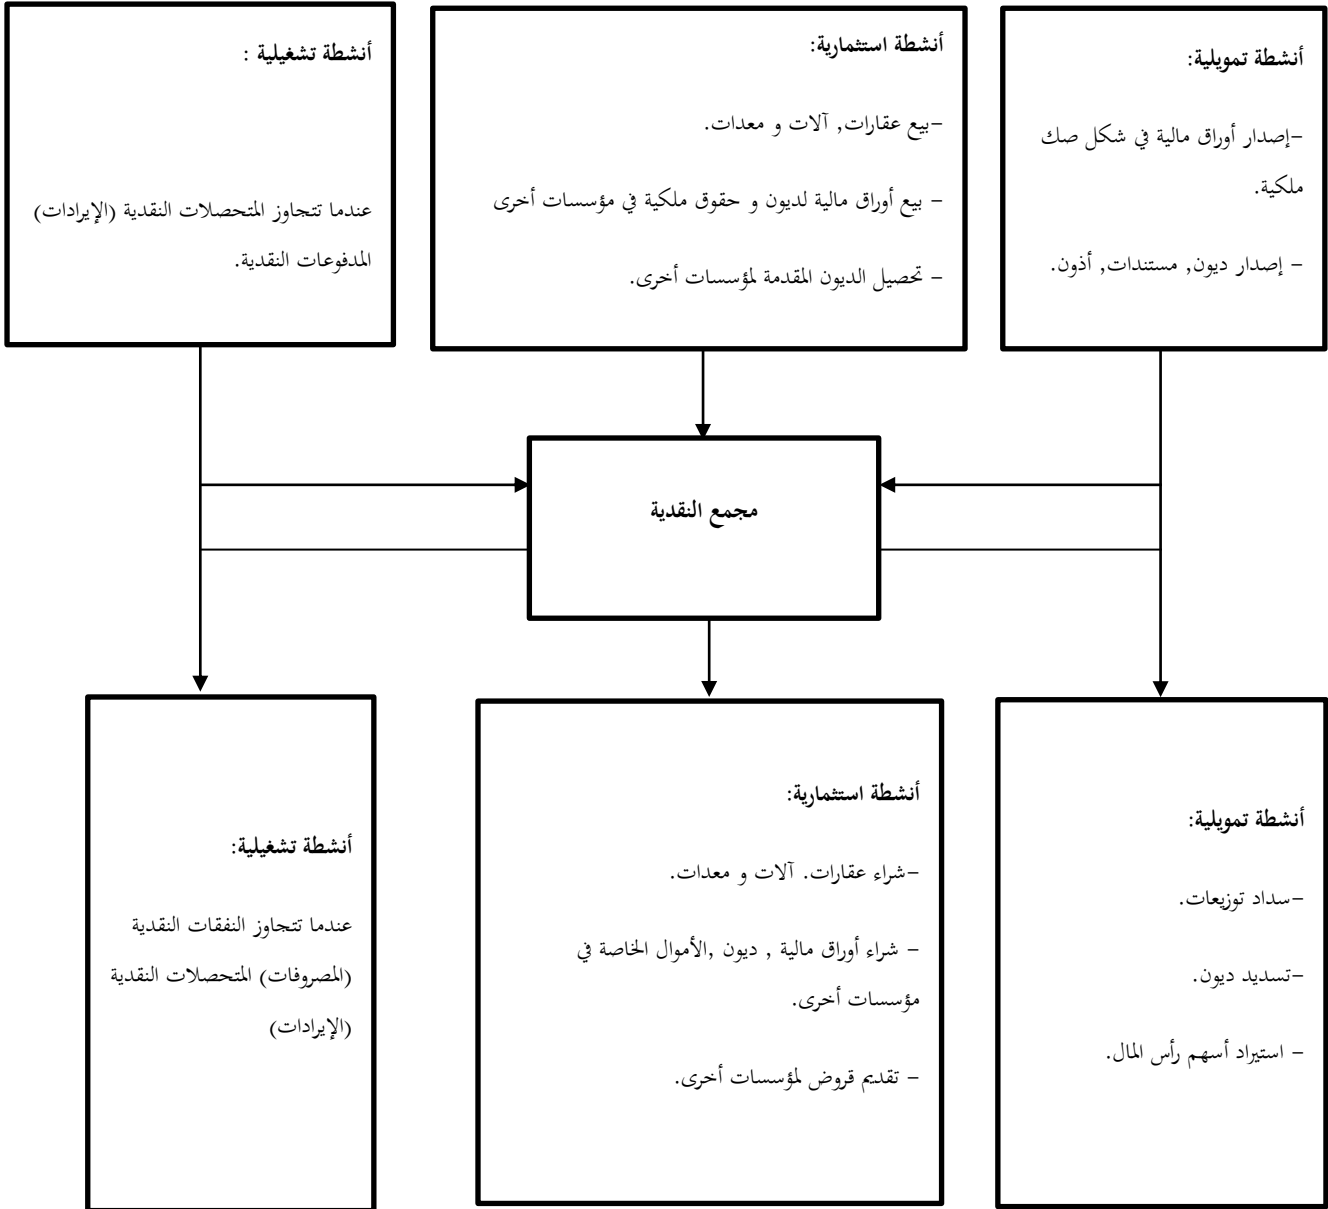 أنشطة تمويلية:
-إصدار أوراق مالية في شكل صك
ملكية.
- إصدار ديون, مستندات, أذون.
أنشطة استثمارية:
-بيع عقارات, آلات و معدات.
- بيع أوراق مالية لديون و حقوق ملكية في مؤسسات أخرى
- تحصيل الديون المقدمة لمؤسسات أخرى.
أنشطة تشغيلية :
عندما تتجاوز المتحصلات النقدية (الإيرادات)
المدفوعات النقدية.
مجمع النقدية
أنشطة تمويلية:
-سداد توزيعات.
-تسديد ديون.
- استيراد أسهم رأس المال.
أنشطة استثمارية:
-شراء عقارات. آلات و معدات.
- شراء أوراق مالية , ديون ,الأموال الخاصة في
مؤسسات أخرى.
- تقديم قروض لمؤسسات أخرى.
أنشطة تشغيلية:
عندما تتجاوز النفقات النقدية
(المصروفات) المتحصلات النقدية
(الإيرادات)